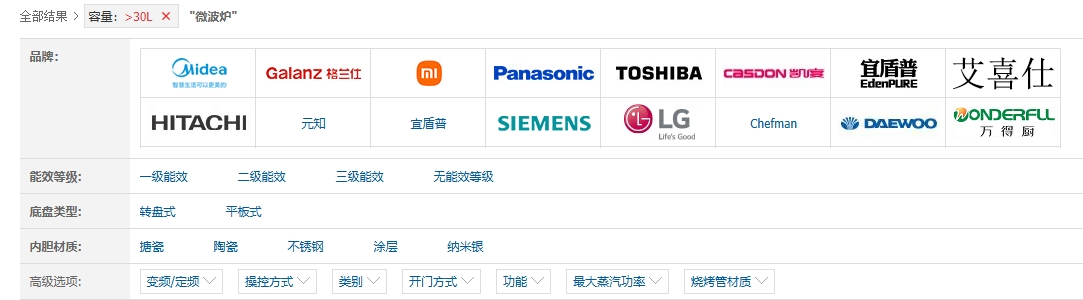 全部结果 > 容量：>30L × "微波炉"
品牌：
Midea
智慧生活可以更美的
Galanz 格兰仕
Panasonic
TOSHIBA
CASDON 凯度
宜盾普
EdenPURE
艾喜仕
HITACHI
元知
宜盾普
SIEMENS
LG
Life's Good
Chefman
DAEWOO
WONDERFULL
万得厨
能效等级： 一级能效 二级能效 三级能效 无能效等级
底盘类型： 转盘式 平板式
内胆材质： 搪瓷 陶瓷 不锈钢 涂层 纳米银
高级选项： 变频/定频 操控方式 类别 开门方式 功能 最大蒸汽功率 烧烤管材质